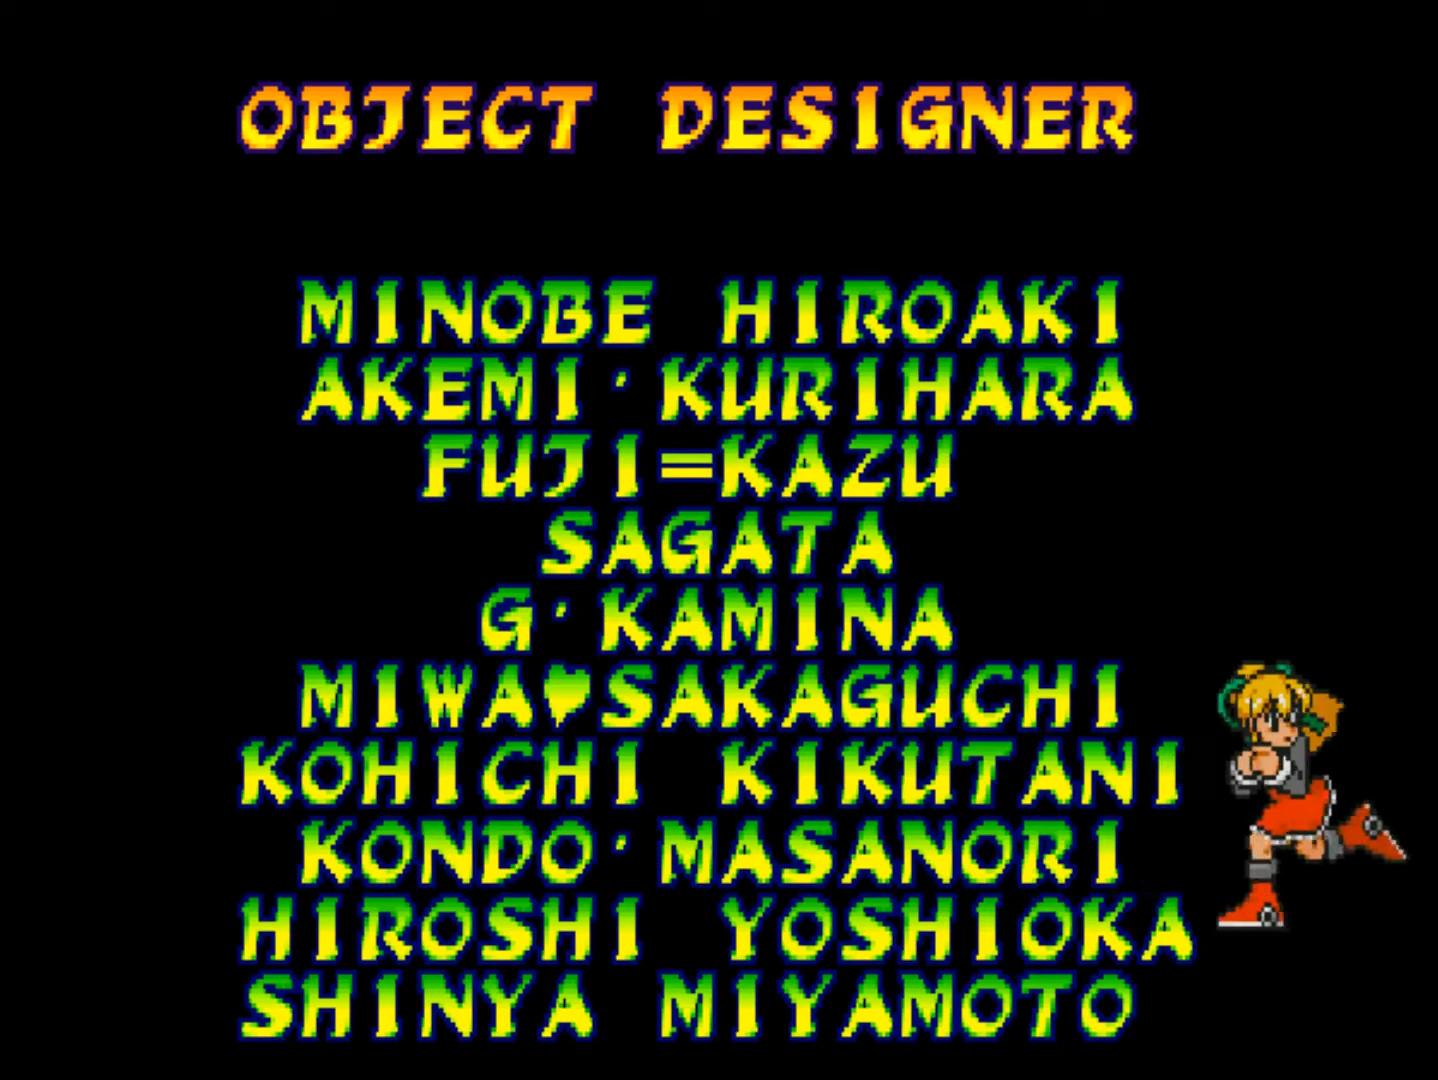 OBJECT DESIGNER
MINOBE HIROAKI
AKEMI·KURIHARA
FUJI=KAZU
SAGATA
G·KAMINA
MIWA♥SAKAGUCHI
KOHICHI KIKUTANI
KONDO·MASANORI
HIROSHI YOSHIOKA
SHINYA MIYAMOTO